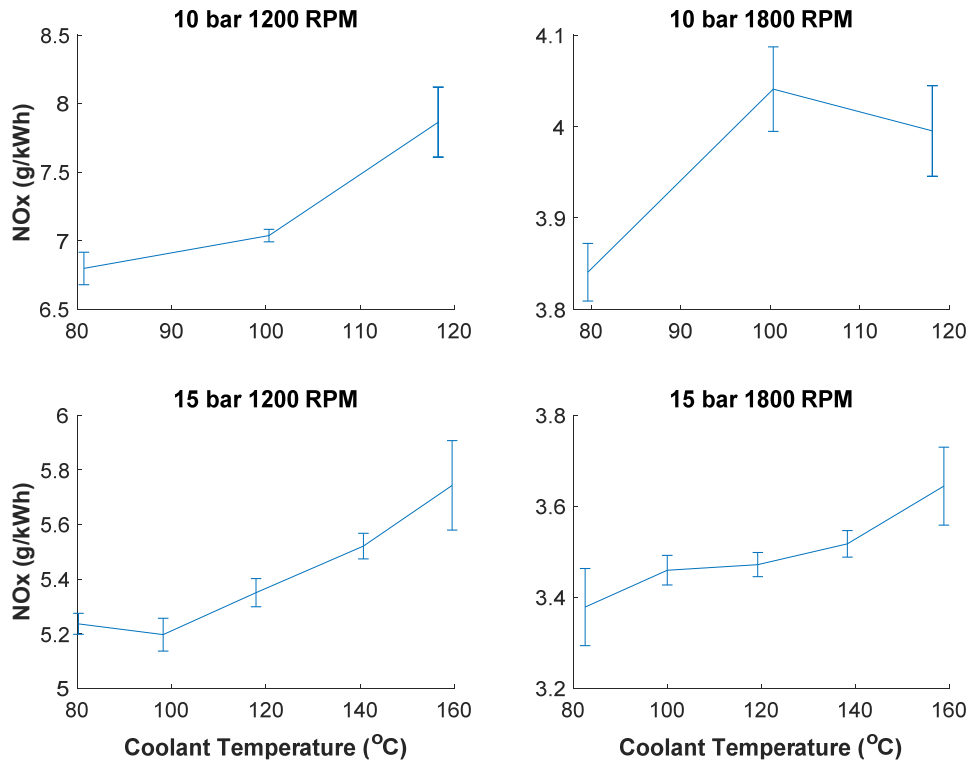 10 bar 1200 RPM
NOx (g/kWh)
8.5
8
7.5
7
6.5
80 90 100 110 120
10 bar 1800 RPM
4.1
4
3.9
3.8
80 90 100 110 120
15 bar 1200 RPM
NOx (g/kWh)
6
5.8
5.6
5.4
5.2
5
80 100 120 140 160
Coolant Temperature (°C)
15 bar 1800 RPM
3.8
3.6
3.4
3.2
80 100 120 140 160
Coolant Temperature (°C)